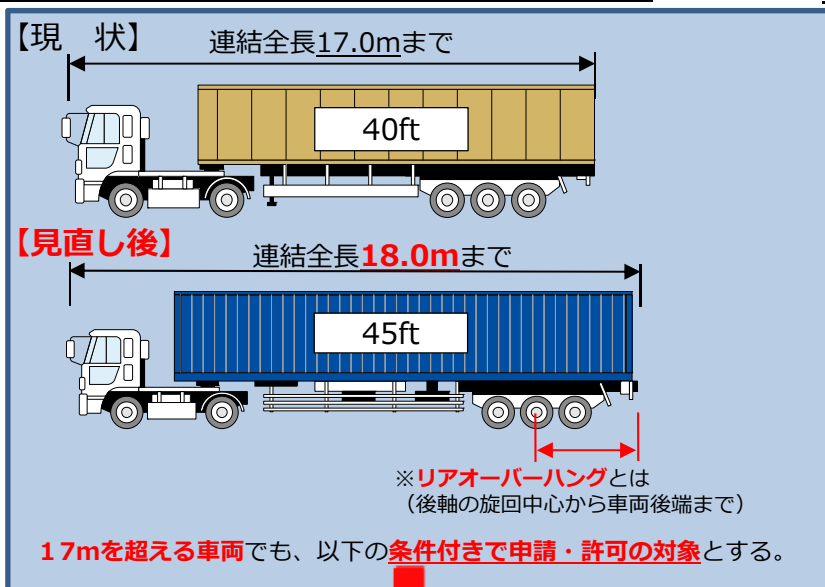 【現　状】
連結全長17.0mまで
40ft
【見直し後】
連結全長18.0mまで
45ft
※リアオーバーハングとは
（後軸の旋回中心から車両後端まで）
１7mを超える車両でも、以下の条件付きで申請・許可の対象とする。